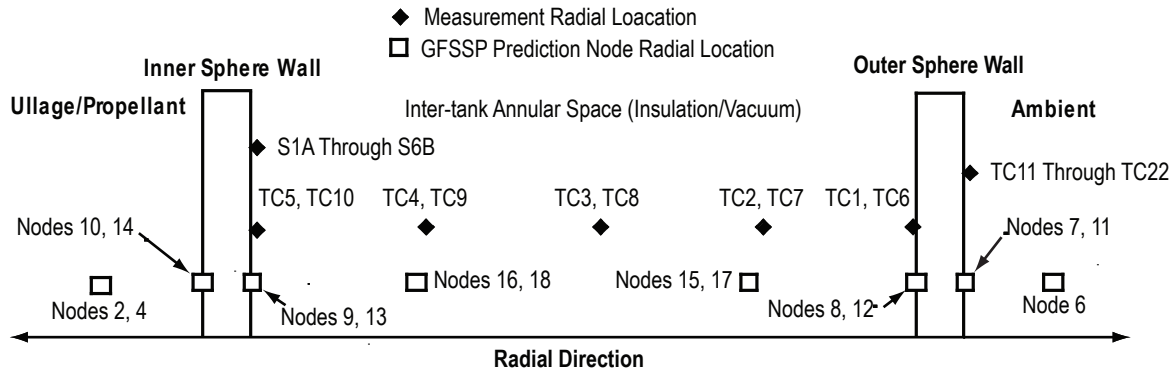 Measurement Radial Loacation
GFSSP Prediction Node Radial Location
Inner Sphere Wall
Outer Sphere Wall
Ullage/Propellant
Inter-tank Annular Space (Insulation/Vacuum)
Ambient
S1A Through S6B
TC11 Through TC22
TC5, TC10
TC4, TC9
TC3, TC8
TC2, TC7
TC1, TC6
Nodes 10, 14
Nodes 7, 11
Nodes 16, 18
Nodes 15, 17
Nodes 2, 4
Nodes 9, 13
Nodes 8, 12
Node 6
Radial Direction